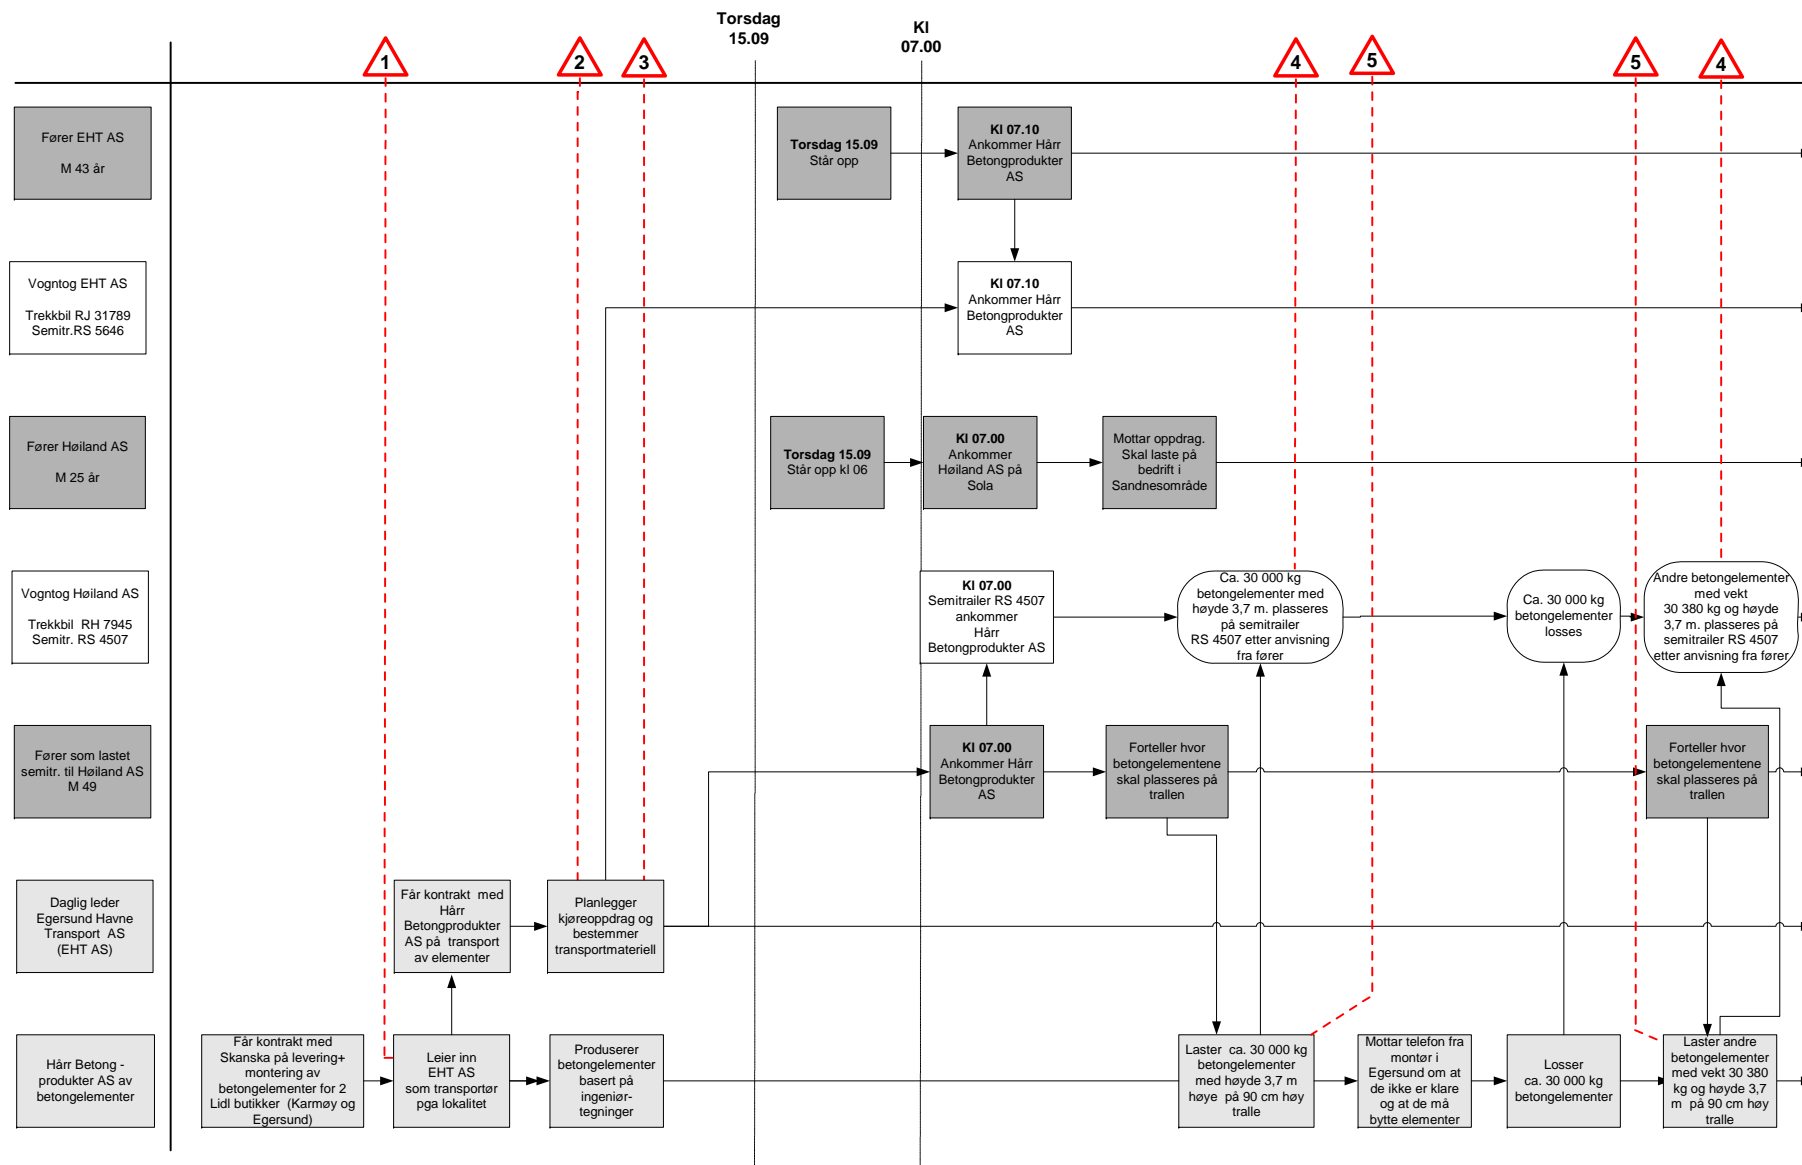 Torsdag
15.09
Kl
07.00
1
2
3
4
5
5
4
Fører EHT AS
M 43 år
Torsdag 15.09
Står opp
Kl 07.10
Ankommer Hårr
Betongprodukter
AS
Vogntog EHT AS
Trekkbil RJ 31789
Semitr.RS 5646
Kl 07.10
Ankommer Hårr
Betongprodukter
AS
Fører Høiland AS
M 25 år
Torsdag 15.09
Står opp kl 06
Kl 07.00
Ankommer
Høiland AS på
Sola
Mottar oppdrag.
Skal laste på
bedrift i
Sandnesområde
Vogntog Høiland AS
Trekkbil RH 7945
Semitr. RS 4507
Kl 07.00
Semitrailer RS 4507
ankommer
Hårr
Betongprodukter AS
Ca. 30 000 kg
betongelementer med
høyde 3,7 m. plasseres
på semitrailer
RS 4507 etter anvisning
fra fører
Ca. 30 000 kg
betongelementer
losses
Andre betongelementer
med vekt
30 380 kg og høyde
3,7 m. plasseres på
semitrailer RS 4507
etter anvisning fra fører
Fører som lastet
semitr. til Høiland AS
M 49
Kl 07.00
Ankommer Hårr
Betongprodukter
AS
Forteller hvor
betongelementene
skal plasseres på
trallen
Forteller hvor
betongelementene
skal plasseres på
trallen
Daglig leder
Egersund Havne
Transport AS
(EHT AS)
Får kontrakt med
Hårr
Betongprodukter
AS på transport
av elementer
Planlegger
kjøreoppdrag og
bestemmer
transportmateriell
Hårr Betong -
produkter AS av
betongelementer
Får kontrakt med
Skanska på levering+
montering av
betongelementer for 2
Lidl butikker (Karmøy og
Egersund)
Leier inn
EHT AS
som transportør
pga lokalitet
Produserer
betongelementer
basert på
ingeniør-
tegninger
Laster ca. 30 000 kg
betongelementer
med høyde 3,7 m
høye på 90 cm høy
tralle
Mottar telefon fra
montør i
Egersund om at
de ikke er klare
og at de må
bytte elementer
Losser
ca. 30 000 kg
betongelementer
Laster andre
betongelementer
med vekt 30 380
kg og høyde 3,7
m på 90 cm høy
tralle